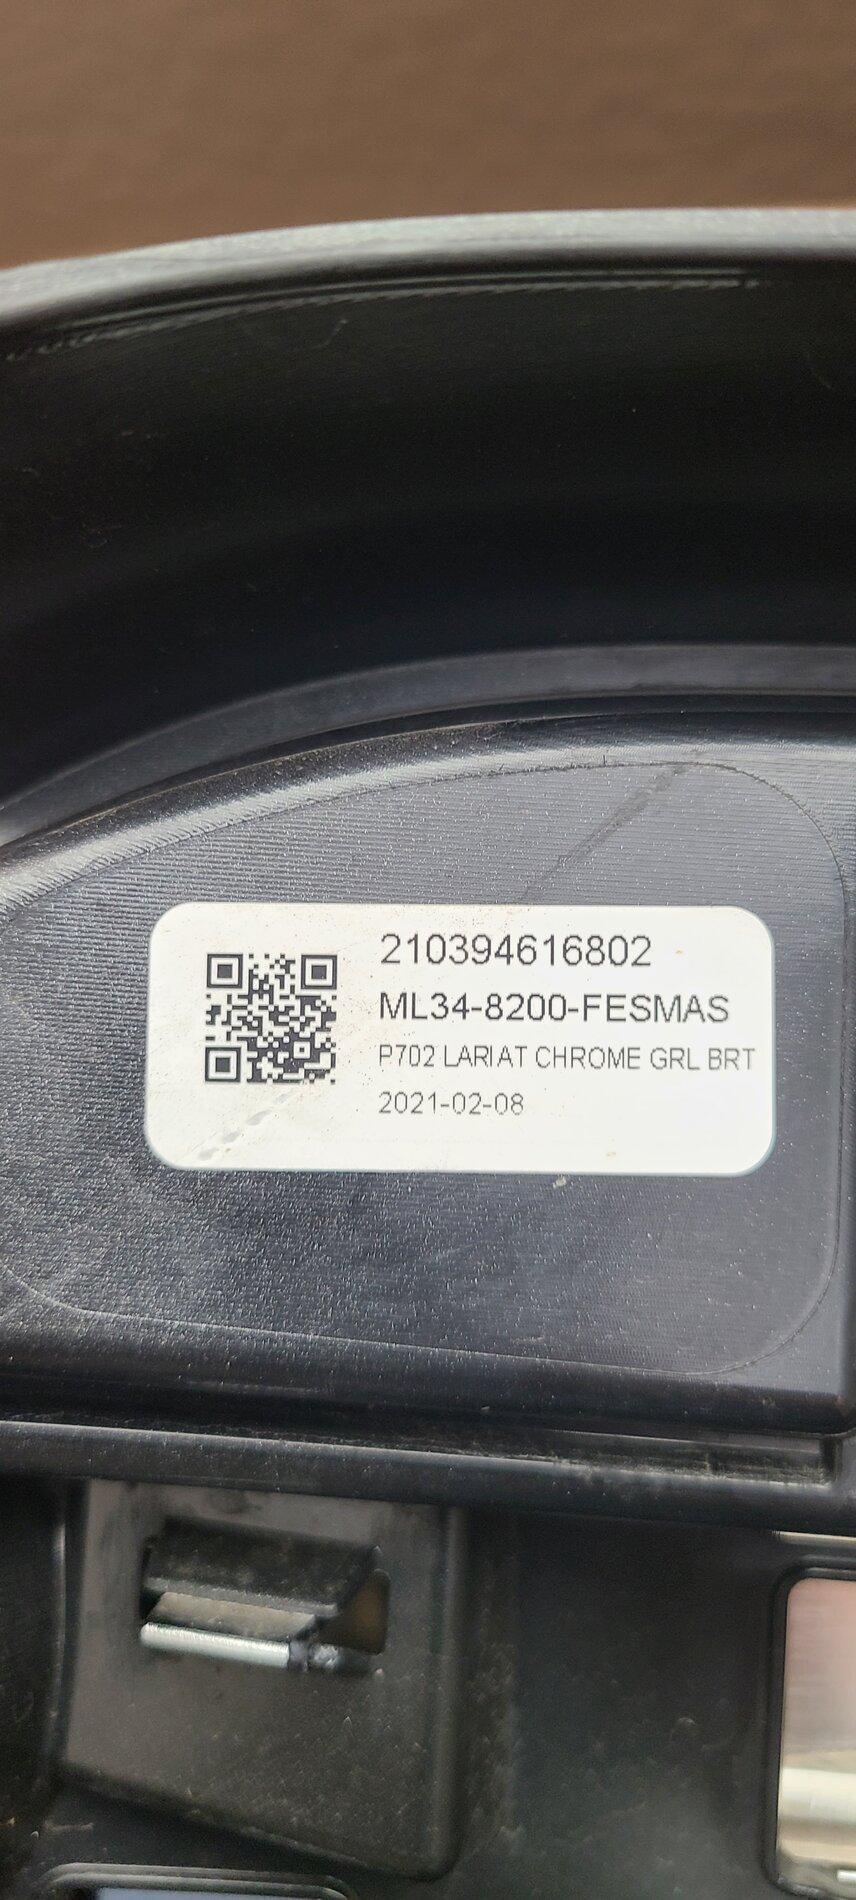 210394616802
ML34-8200-FESMAS
P702 LARIAT CHROME GRL BRT
2021-02-08